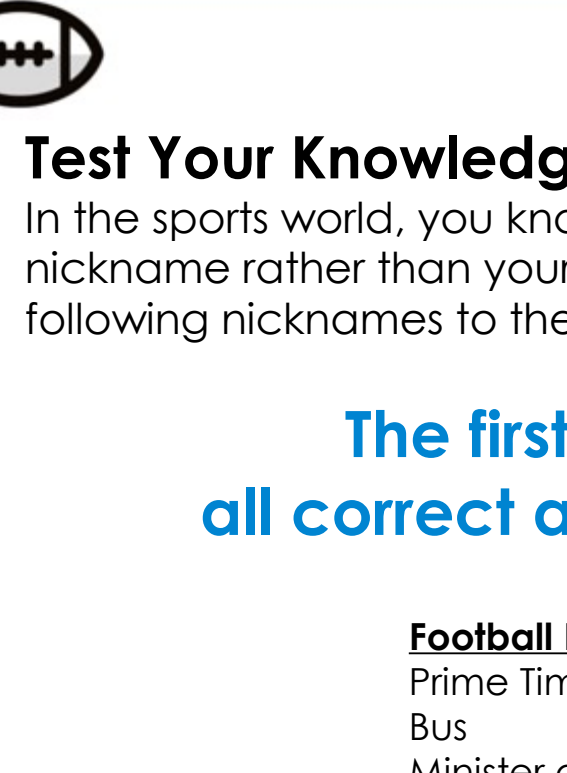 Test Your Knowledg
In the sports world, you kno
nickname rather than your
following nicknames to the
The first
all correct a
Football
Prime Tim
Bus
Minister